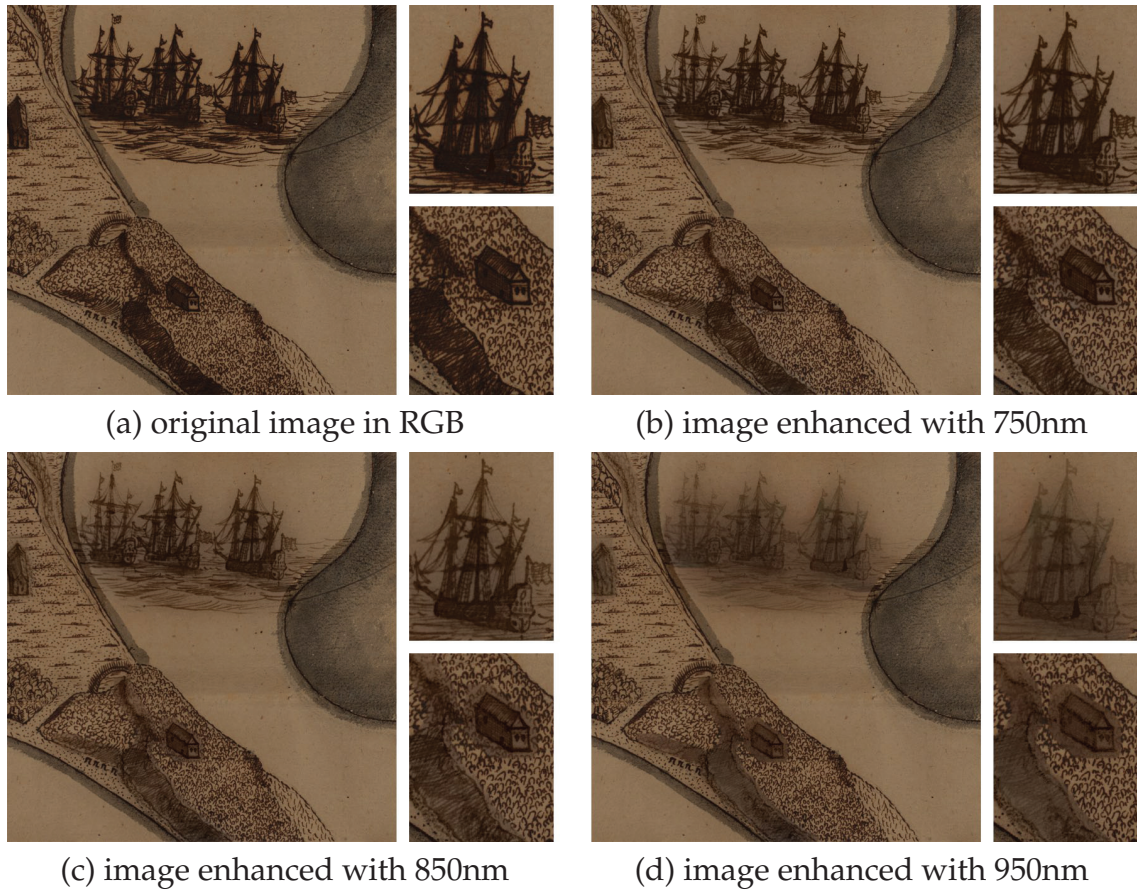 (a) original image in RGB
(b) image enhanced with 750nm
(c) image enhanced with 850nm
(d) image enhanced with 950nm